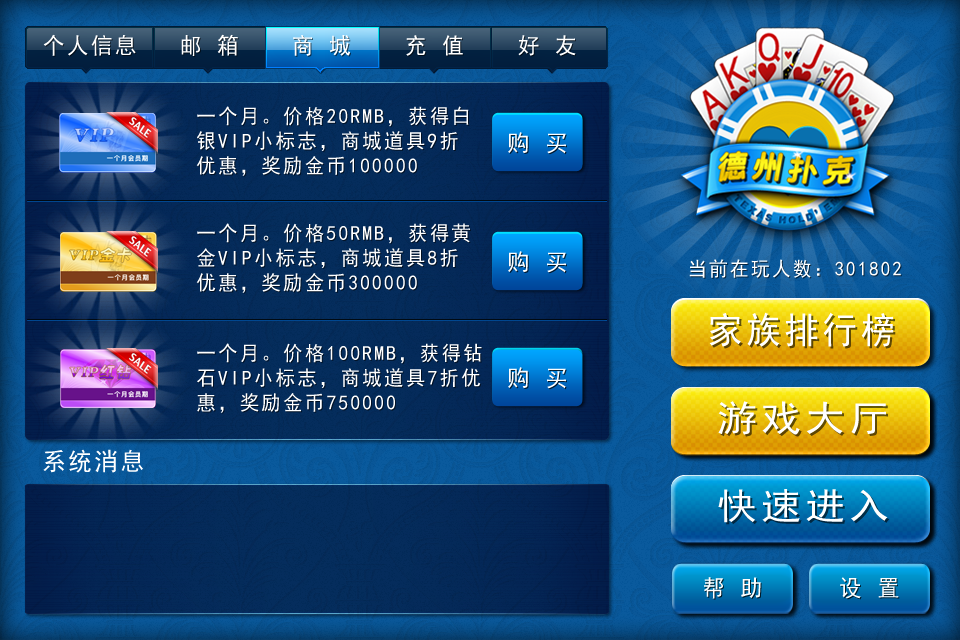 个人信息
邮箱
商城
充值
好友
VIP
SALE
一个月会员期
一个月。价格20RMB，获得白
银VIP小标志，商城道具9折
优惠，奖励金币100000
购买
VIP金卡
SALE
一个月会员期
一个月。价格50RMB，获得黄
金VIP小标志，商城道具8折
优惠，奖励金币300000
购买
VIP红钻
SALE
一个月会员期
一个月。价格100RMB，获得钻
石VIP小标志，商城道具7折优
惠，奖励金币750000
购买
系统消息
A
K
Q
J
10
德州扑克
TEXAS HOLD'EM
当前在玩人数：301802
家族排行榜
游戏大厅
快速进入
帮助
设置